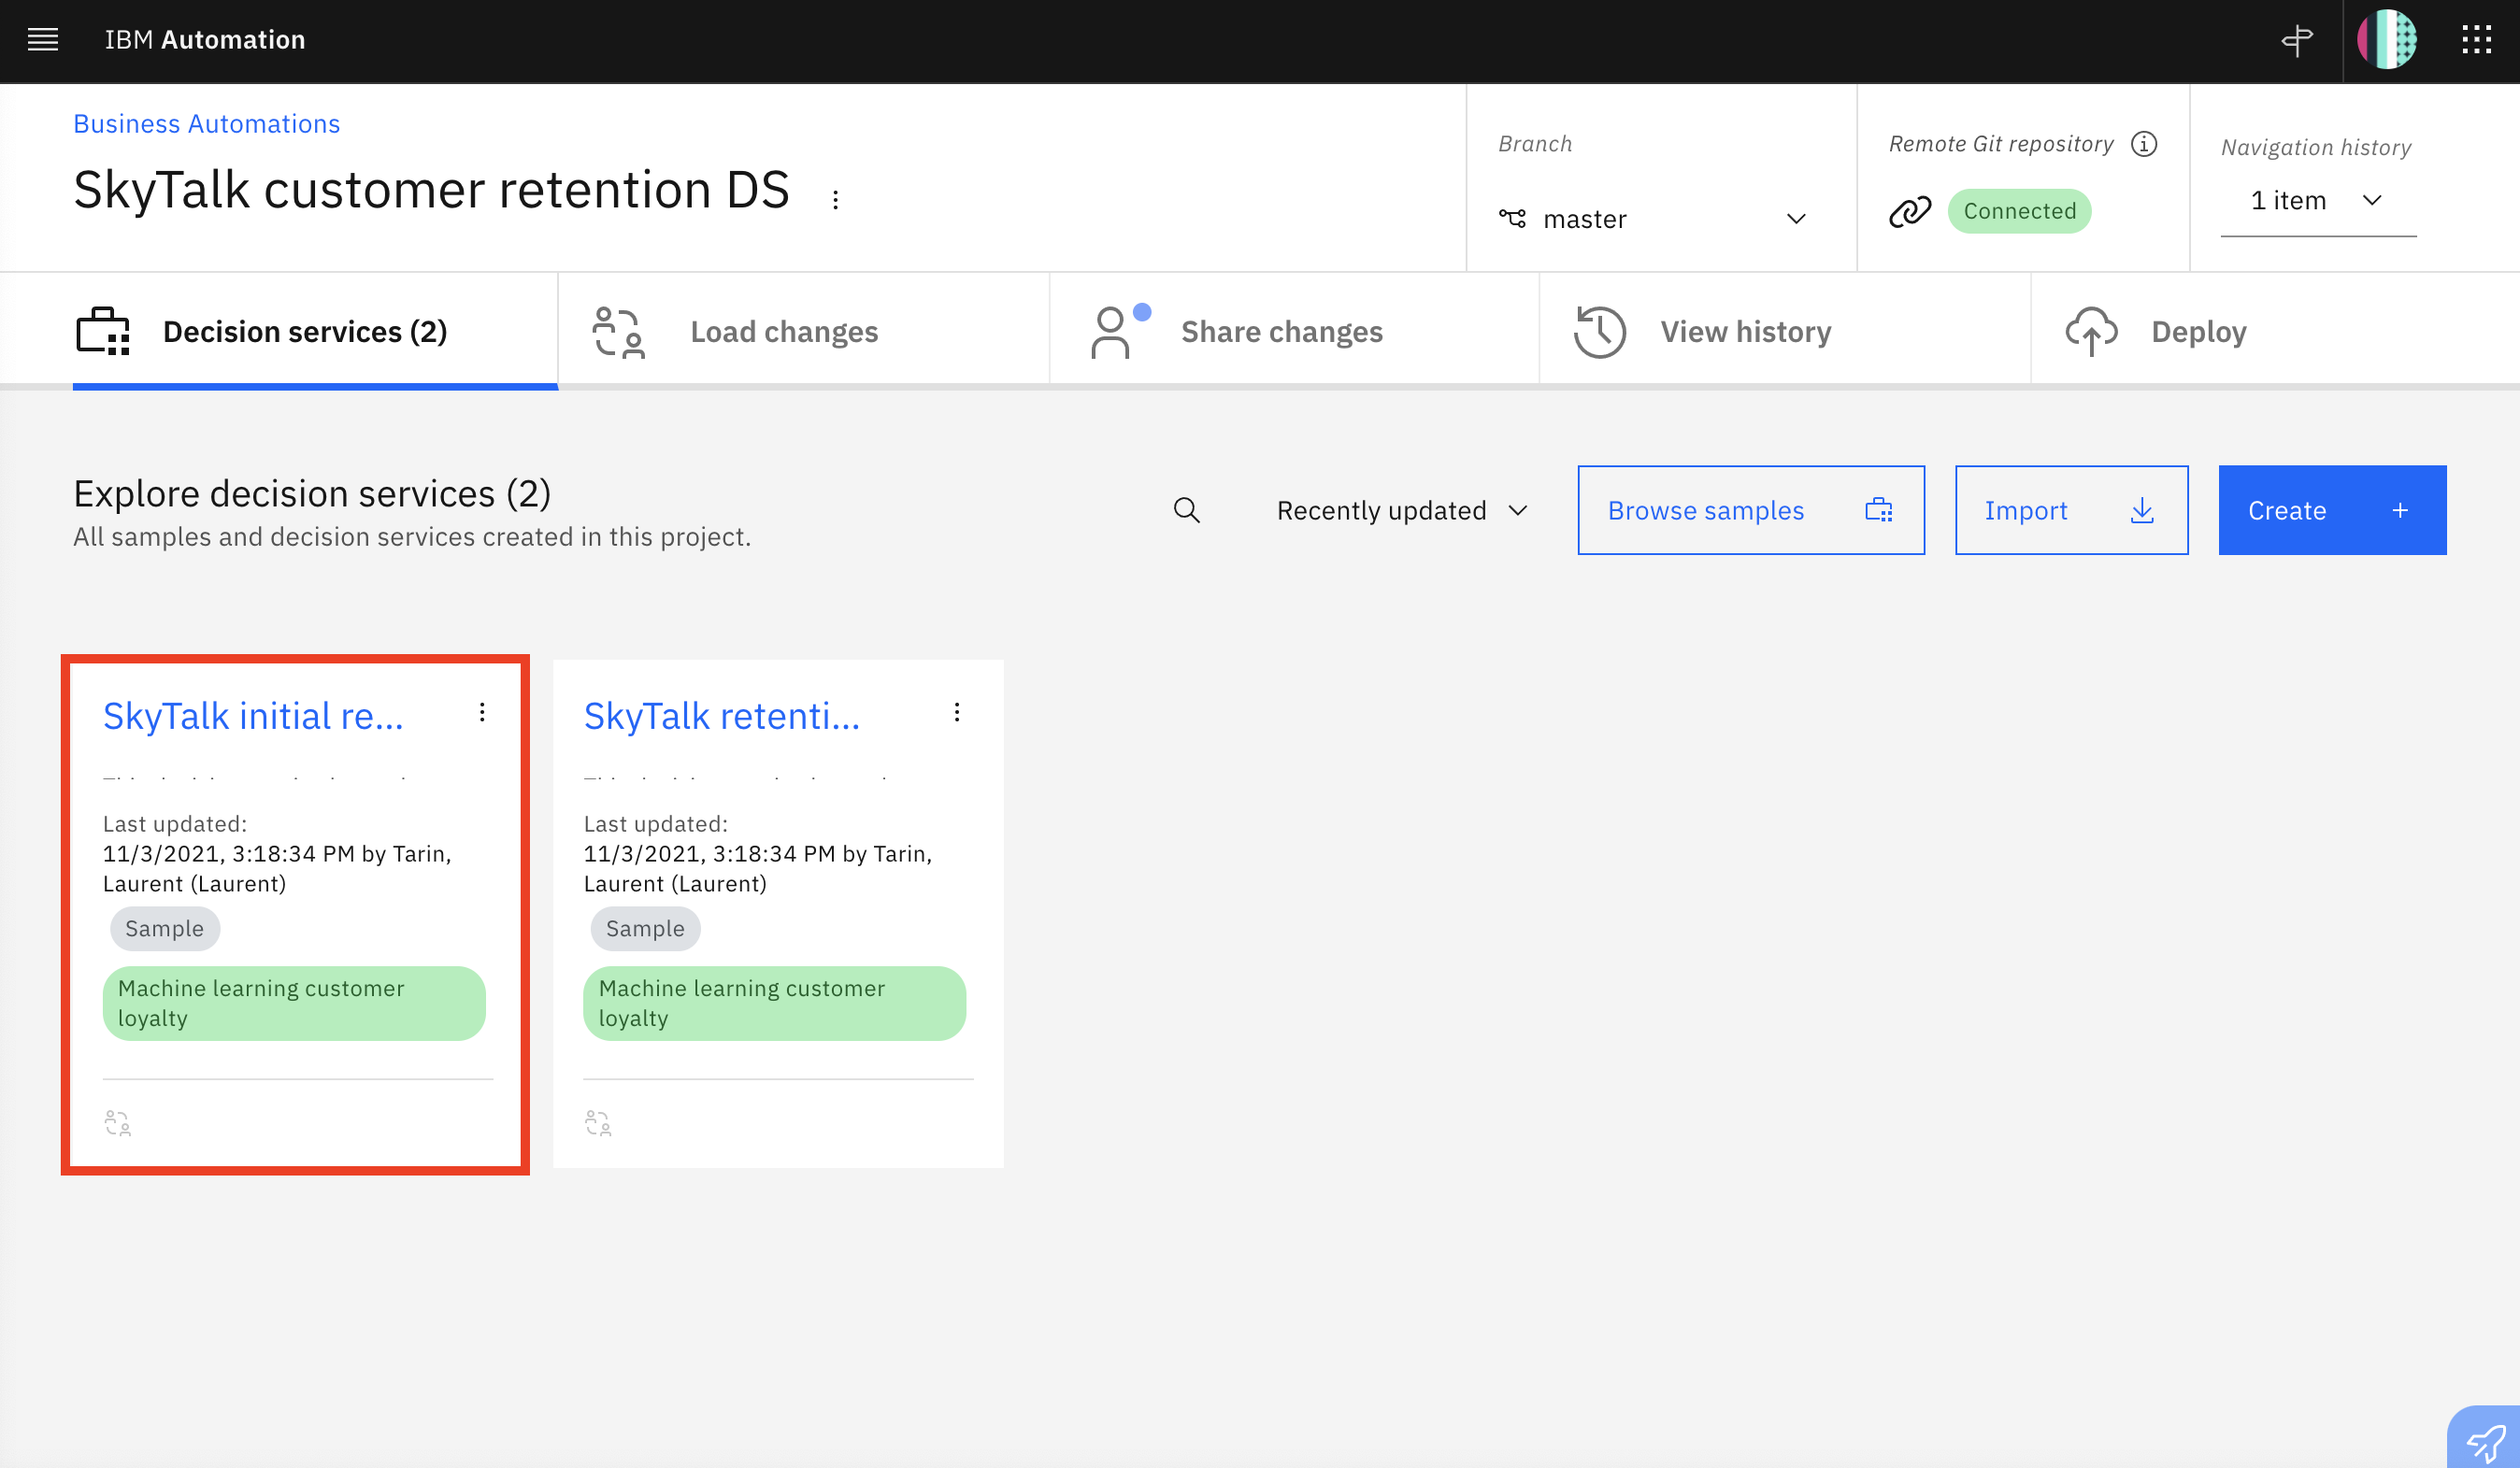 IBM Automation
Business Automations
SkyTalk customer retention DS
Branch
master
Remote Git repository
Connected
Navigation history
1 item
Decision services (2)
Load changes
Share changes
View history
Deploy
Explore decision services (2)
All samples and decision services created in this project.
Recently updated
Browse samples
Import
Create
SkyTalk initial re...
Last updated:
11/3/2021, 3:18:34 PM by Tarin,
Laurent (Laurent)
Sample
Machine learning customer
loyalty
SkyTalk retenti...
Last updated:
11/3/2021, 3:18:34 PM by Tarin,
Laurent (Laurent)
Sample
Machine learning customer
loyalty